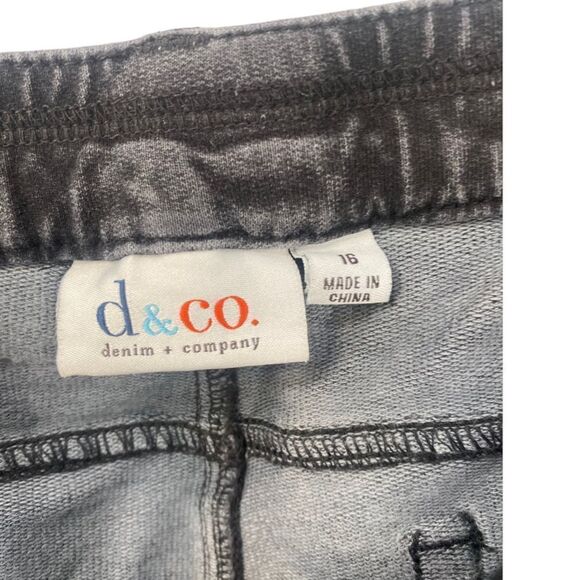 d&co.
denim + company
16
MADE IN
CHINA